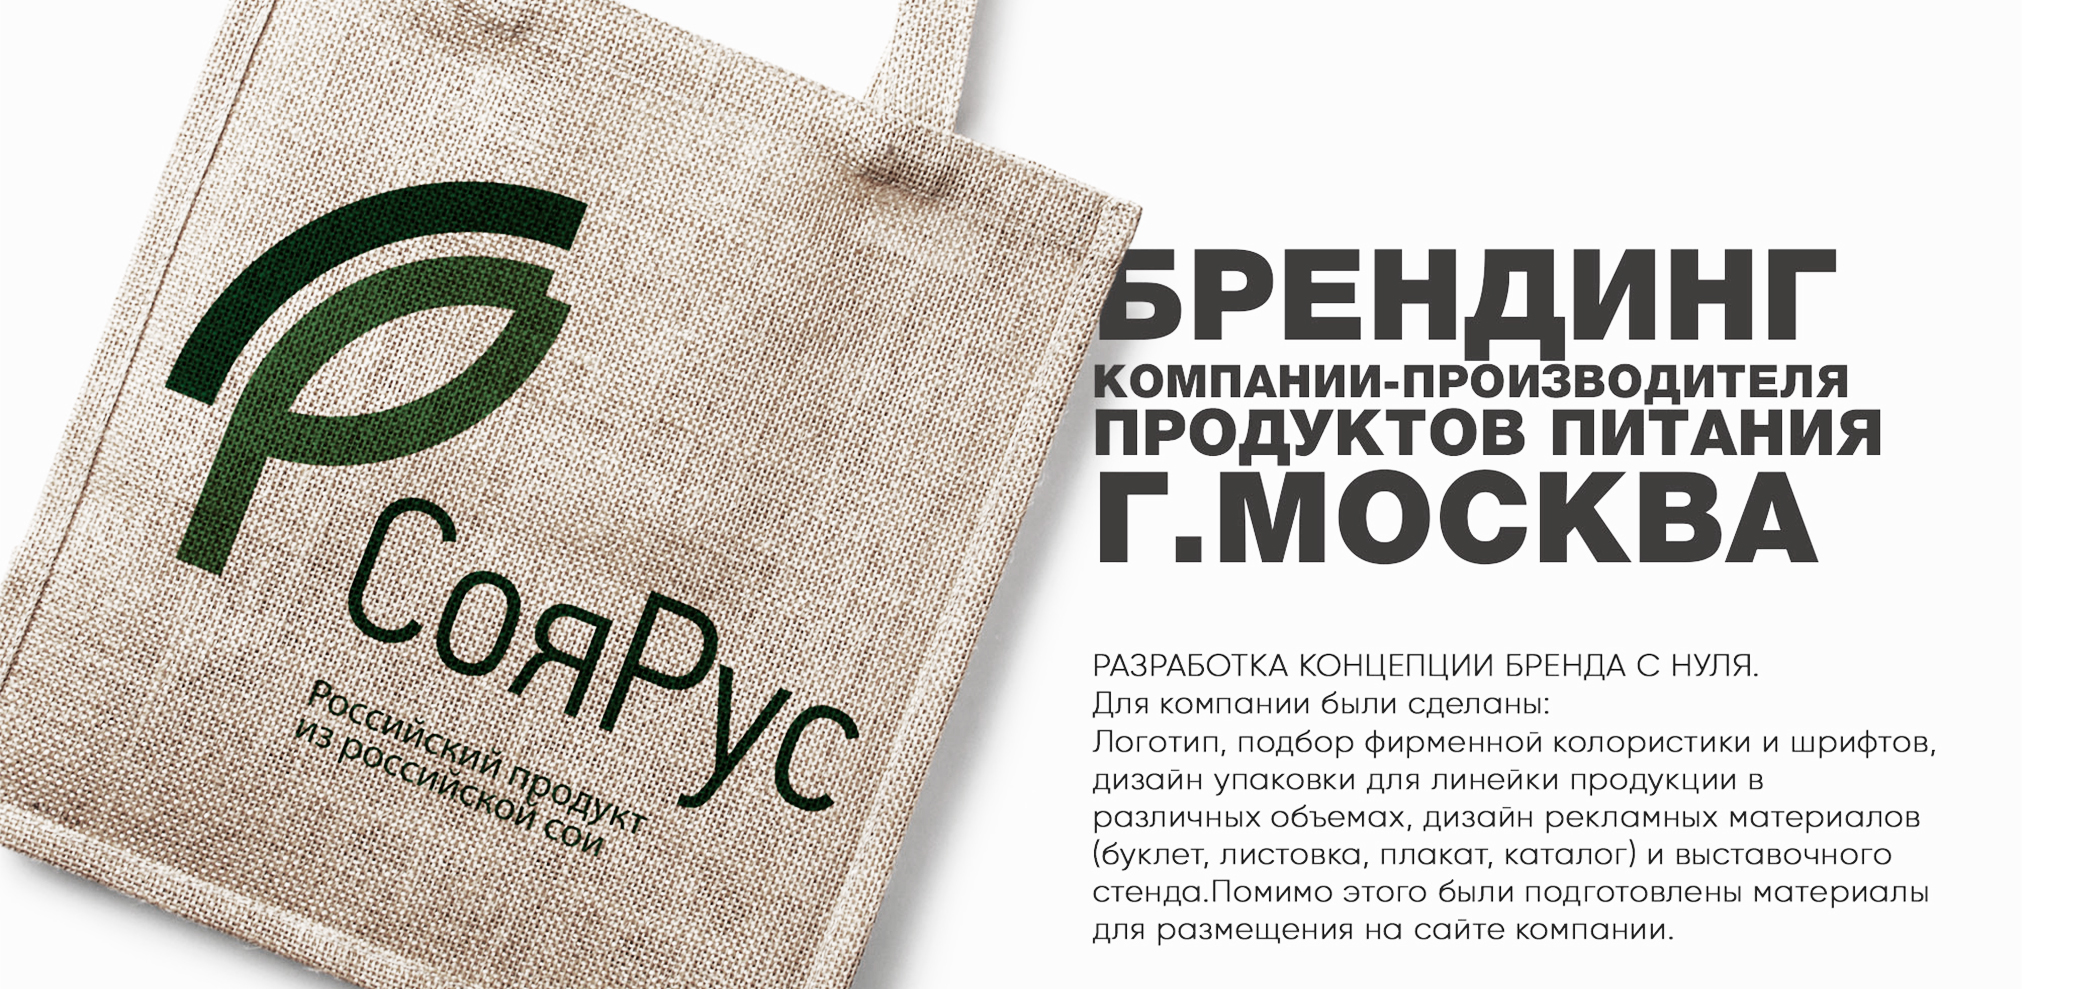 СояРус
Российский продукт
из российской сои
БРЕНДИНГ
КОМПАНИИ-ПРОИЗВОДИТЕЛЯ
ПРОДУКТОВ ПИТАНИЯ
Г.МОСКВА
РАЗРАБОТКА КОНЦЕПЦИИ БРЕНДА С НУЛЯ.
Для компании были сделаны:
Логотип, подбор фирменной колористики и шрифтов,
дизайн упаковки для линейки продукции в
различных объемах, дизайн рекламных материалов
(буклет, листовка, плакат, каталог) и выставочного
стенда.Помимо этого были подготовлены материалы
для размещения на сайте компании.